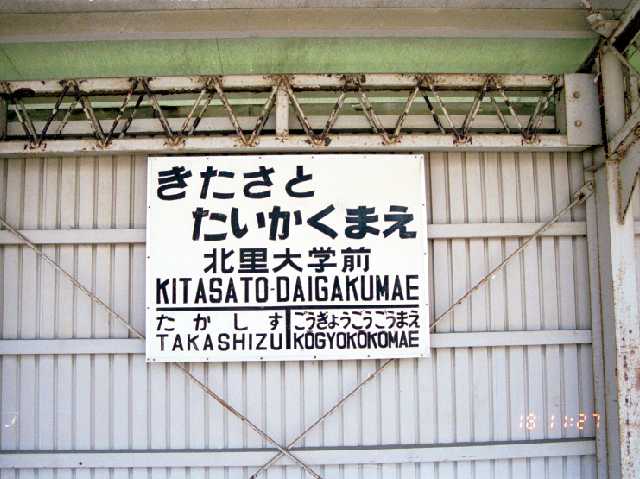 きたさと
たいがくまえ
北里大学前
KITASATO-DAIGAKUMAE
たかしず
こうぎょうこうこうまえ
TAKASHIZU
KOGYOKOKOMAE
18 11:27